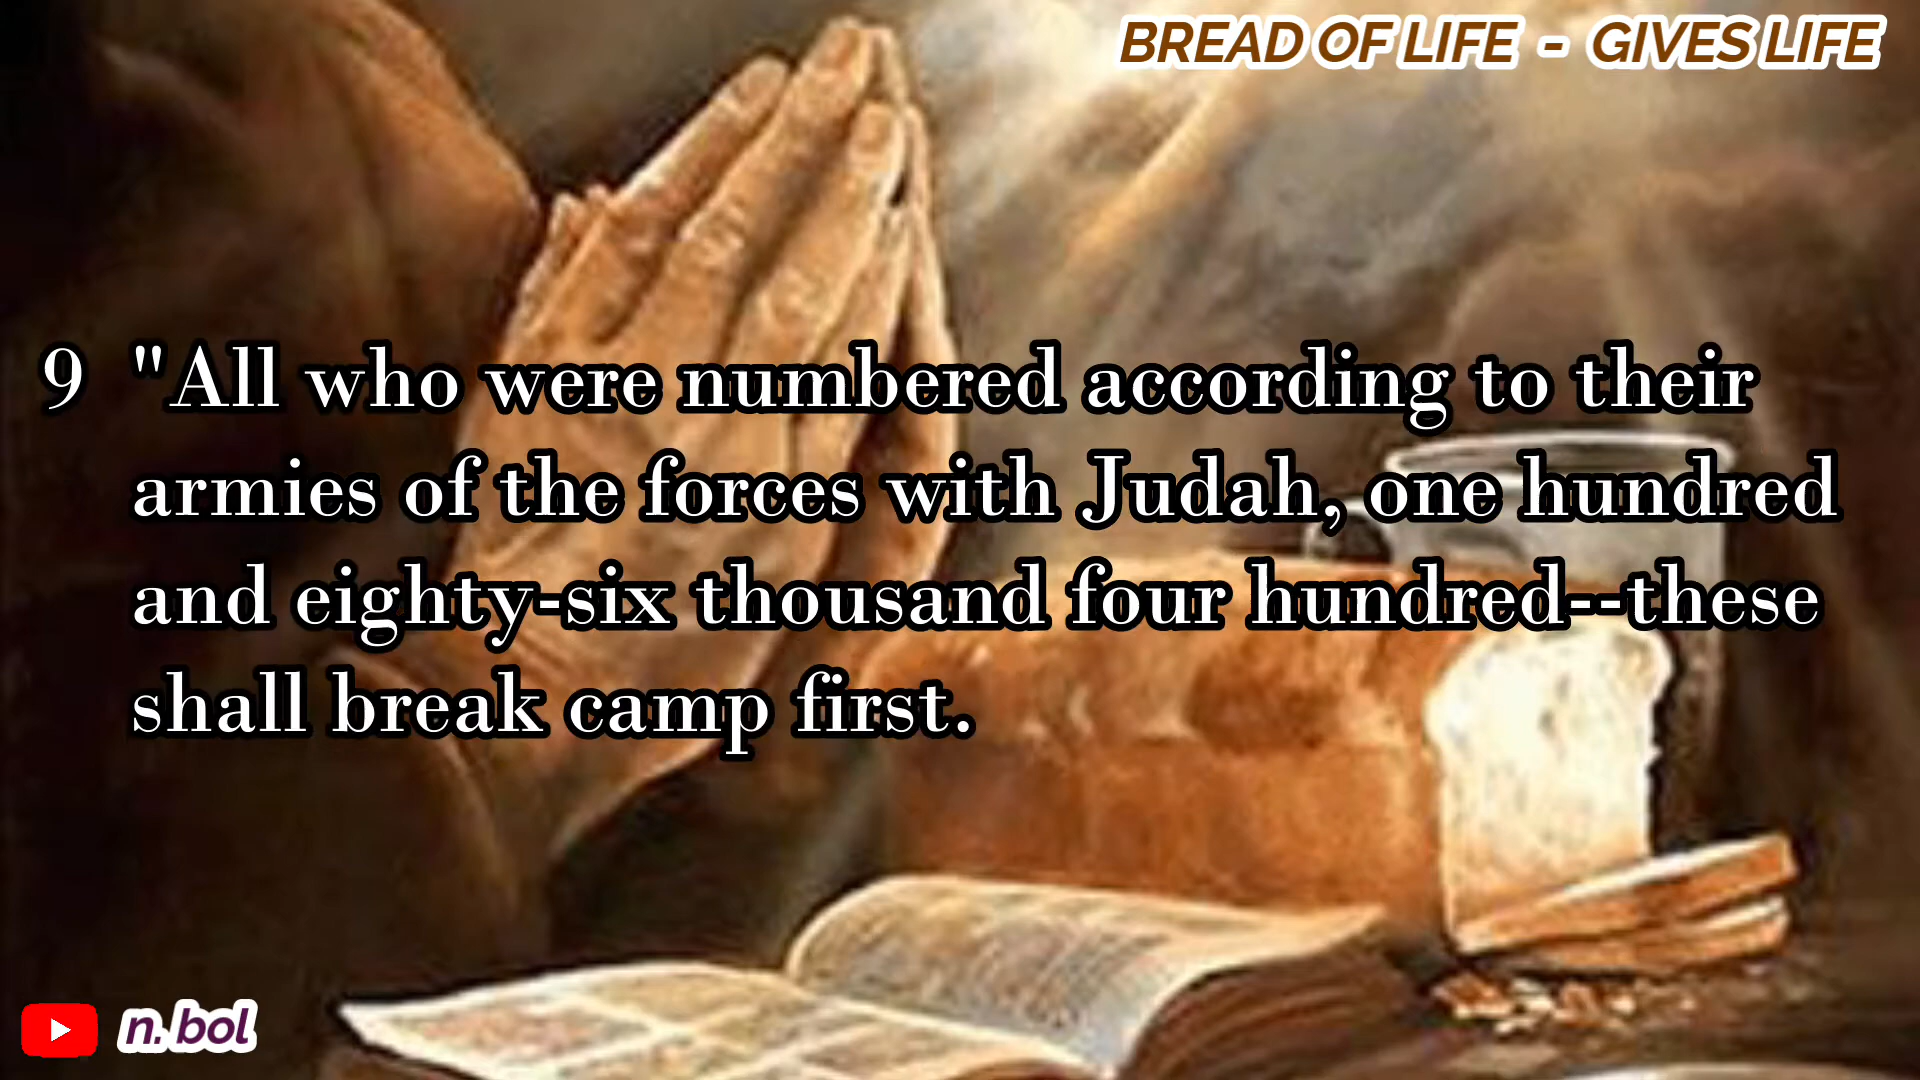 BREAD OF LIFE - GIVES LIFE
9 "All who were numbered according to their
armies of the forces with Judah, one hundred
and eighty-six thousand four hundred--these
shall break camp first.
n. bol